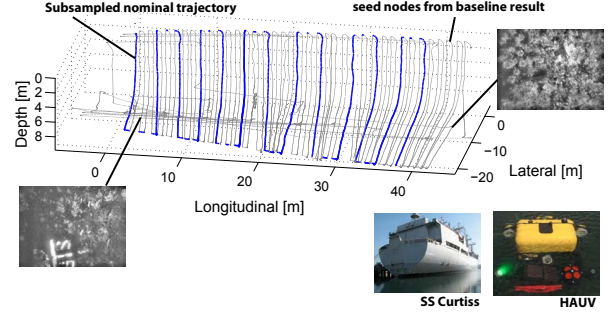 Subsampled nominal trajectory
seed nodes from baseline result
Depth [m]
0
2
4
6
8
0
10
20
30
40
Longitudinal [m]
0
−10
−20
Lateral [m]
SS Curtiss
HAUV